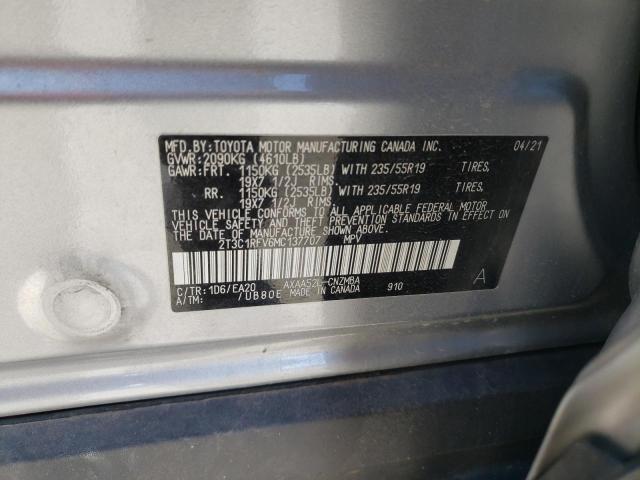 MFD. BY: TOYOTA MOTOR MANUFACTURING CANADA INC. 04/21
GVWR: 2090KG (4610LB)
GAWR: FRT. 1150KG (2535LB) WITH 235/55R19 TIRES,
19X7 1/2J RIMS
RR. 1150KG (2535LB) WITH 235/55R19 TIRES,
19X7 1/2J RIMS
THIS VEHICLE CONFORMS TO ALL APPLICABLE FEDERAL MOTOR
VEHICLE SAFETY AND THEFT PREVENTION STANDARDS IN EFFECT ON
THE DATE OF MANUFACTURE SHOWN ABOVE.
2T3C1RFV6MC137707 MPV
C/TR: 1D6/EA20 AXAA52L-CNZMBA A
A/TM: /UB80E MADE IN CANADA 910